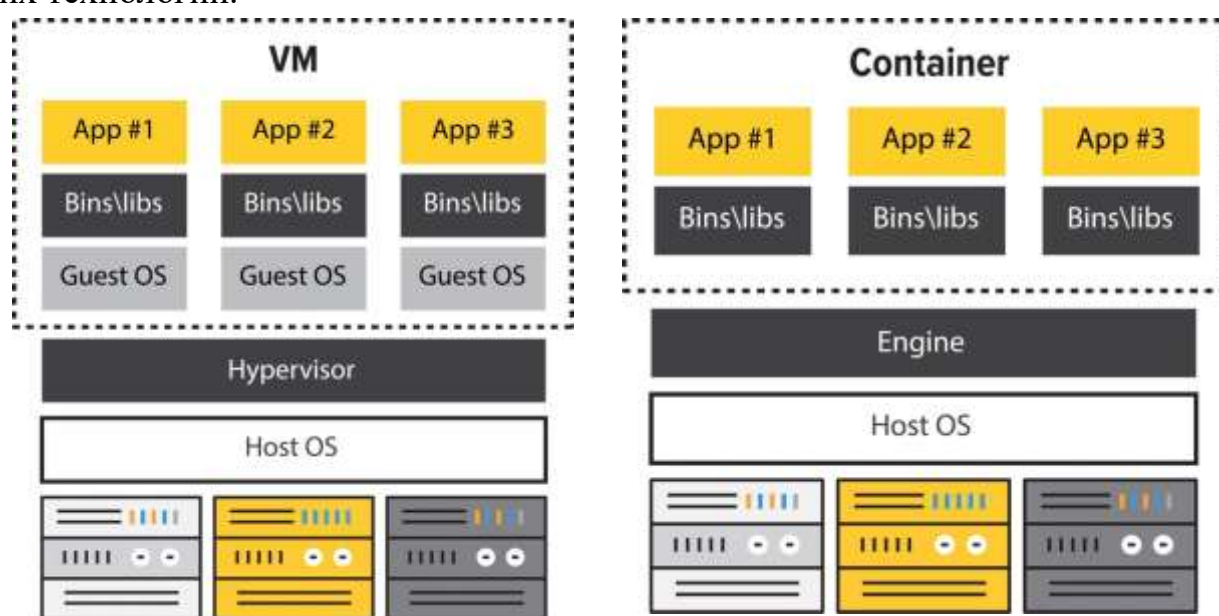 VM
App #1 App #2 App #3
Bins\libs Bins\libs Bins\libs
Guest OS Guest OS Guest OS
Hypervisor
Host OS
Container
App #1 App #2 App #3
Bins\libs Bins\libs Bins\libs
Engine
Host OS